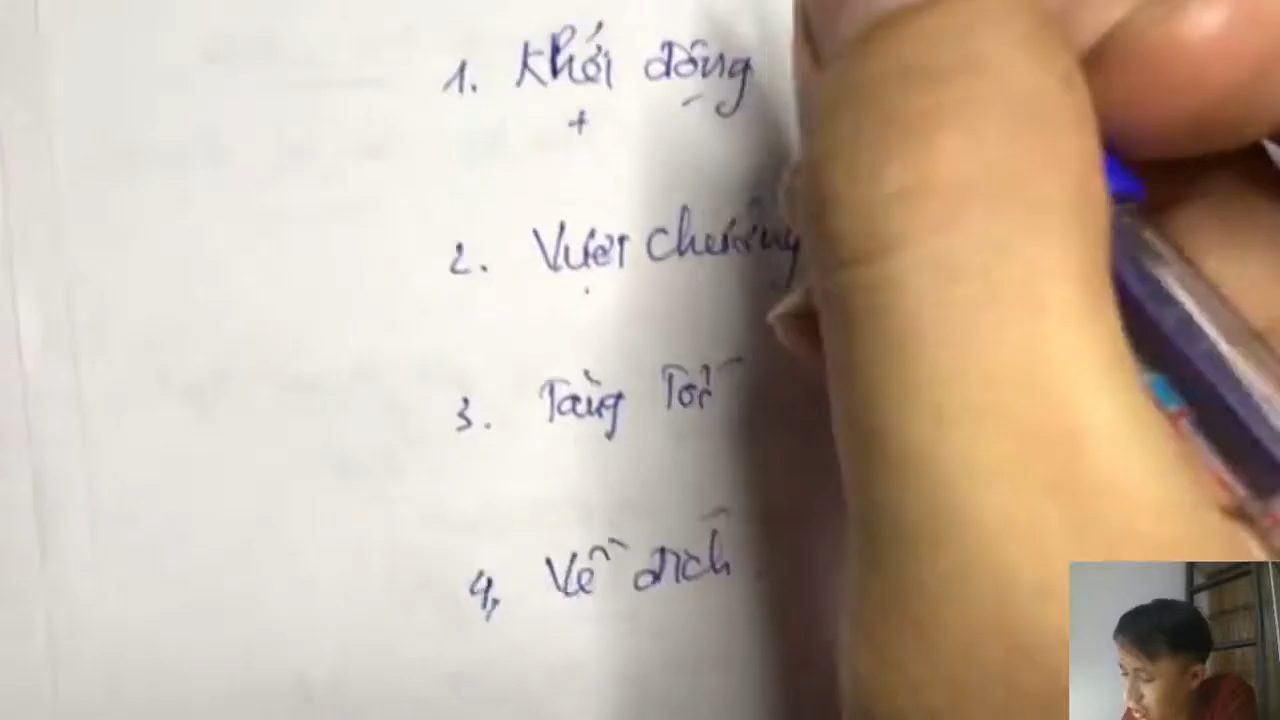 1. Khởi động
+
2. Vượt chướng
3. Tăng tốc
4, Về đích